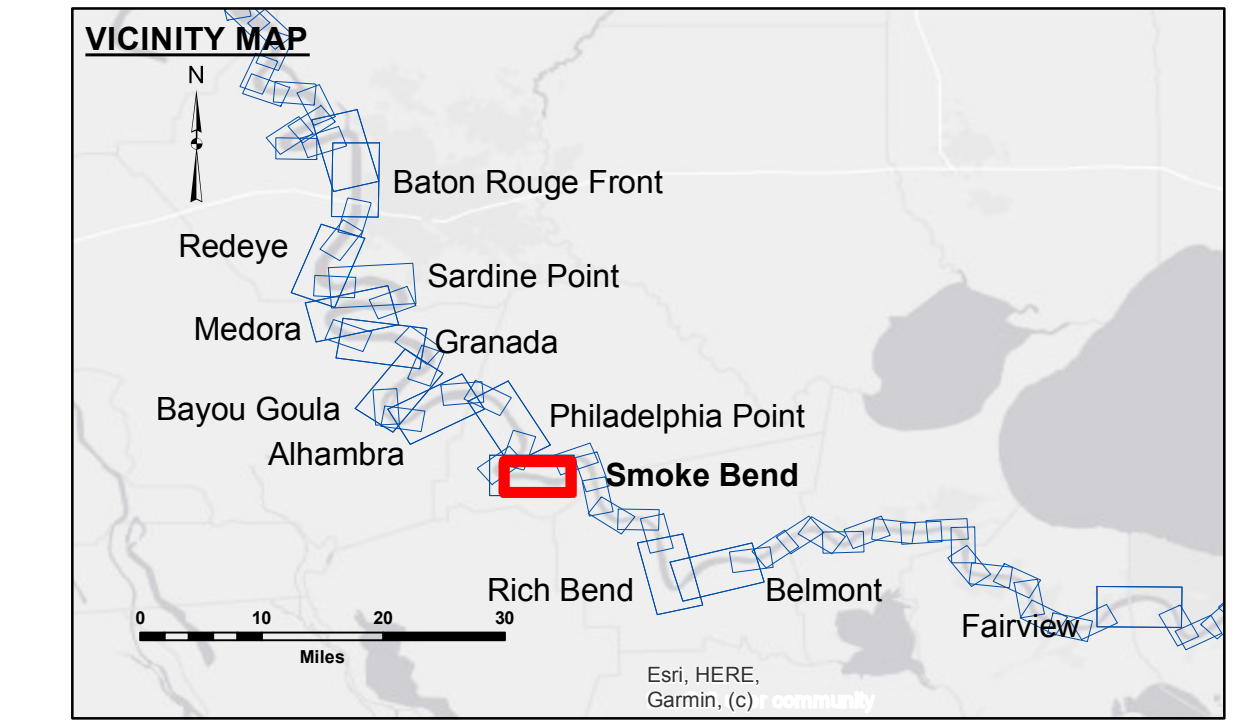 VICINITY MAP
N
Baton Rouge Front
Redeye
Sardine Point
Medora
Granada
Bayou Goula
Philadelphia Point
Alhambra
Smoke Bend
Rich Bend
Belmont
Fairview
0 10 20 30
Miles
Esri, HERE,
Garmin, (c) r community